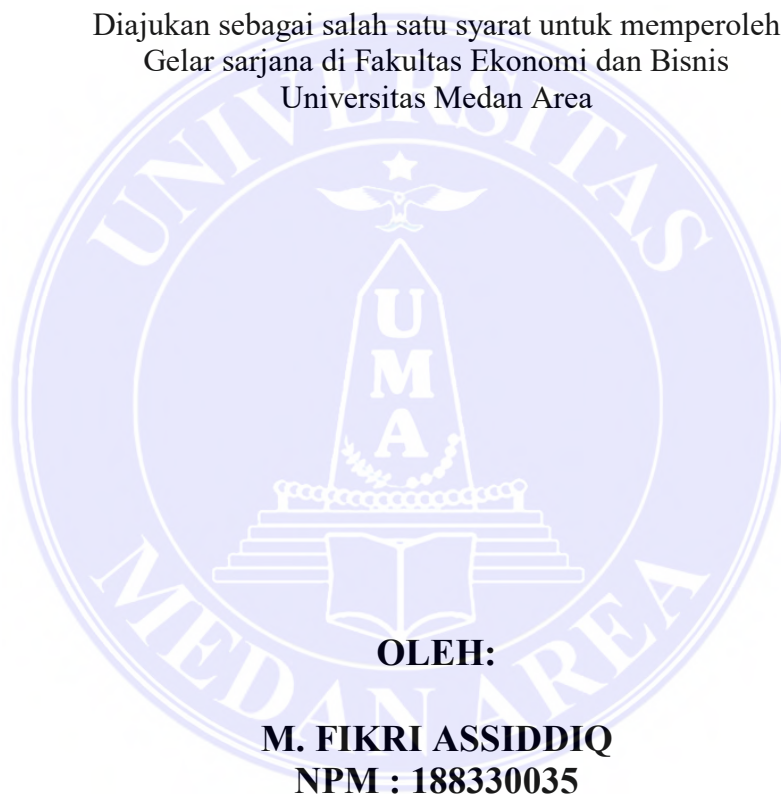 Diajukan sebagai salah satu syarat untuk memperoleh
Gelar sarjana di Fakultas Ekonomi dan Bisnis
Universitas Medan Area
UNIVERSITAS
U
M
A
MEDAN AREA
OLEH:
M. FIKRI ASSIDDIQ
NPM : 188330035